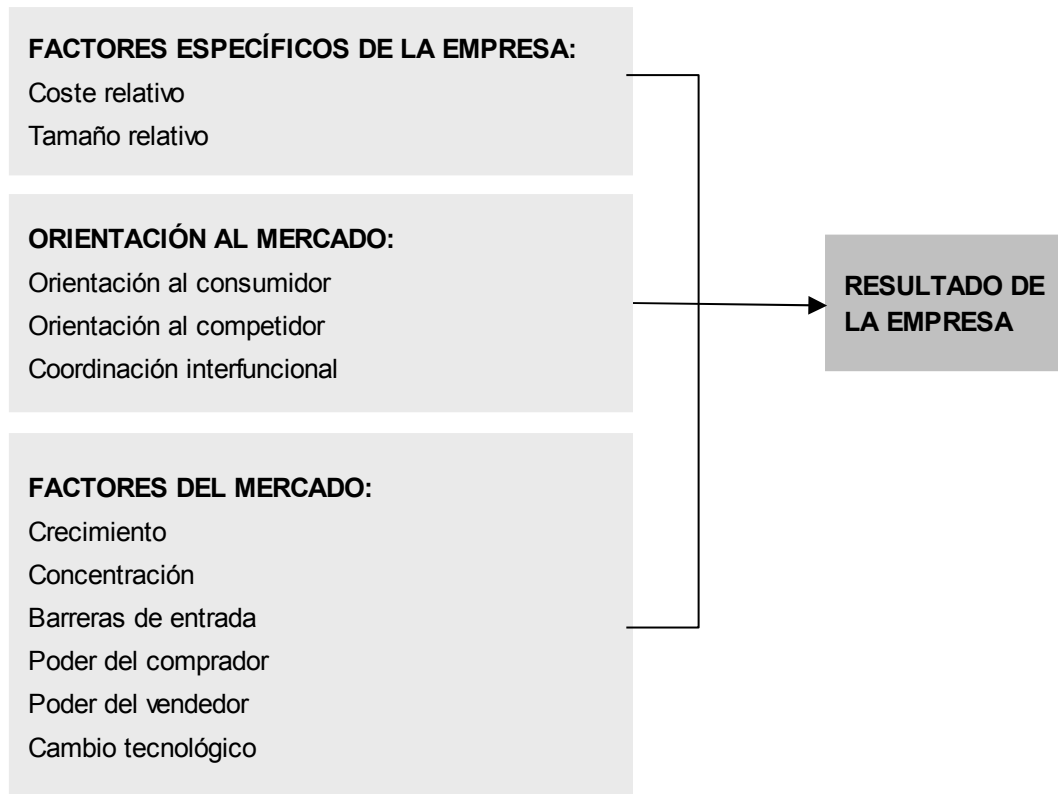 FACTORES ESPECÍFICOS DE LA EMPRESA:
Coste relativo
Tamaño relativo
ORIENTACIÓN AL MERCADO:
Orientación al consumidor
Orientación al competidor
Coordinación interfuncional
RESULTADO DE
LA EMPRESA
FACTORES DEL MERCADO:
Crecimiento
Concentración
Barreras de entrada
Poder del comprador
Poder del vendedor
Cambio tecnológico